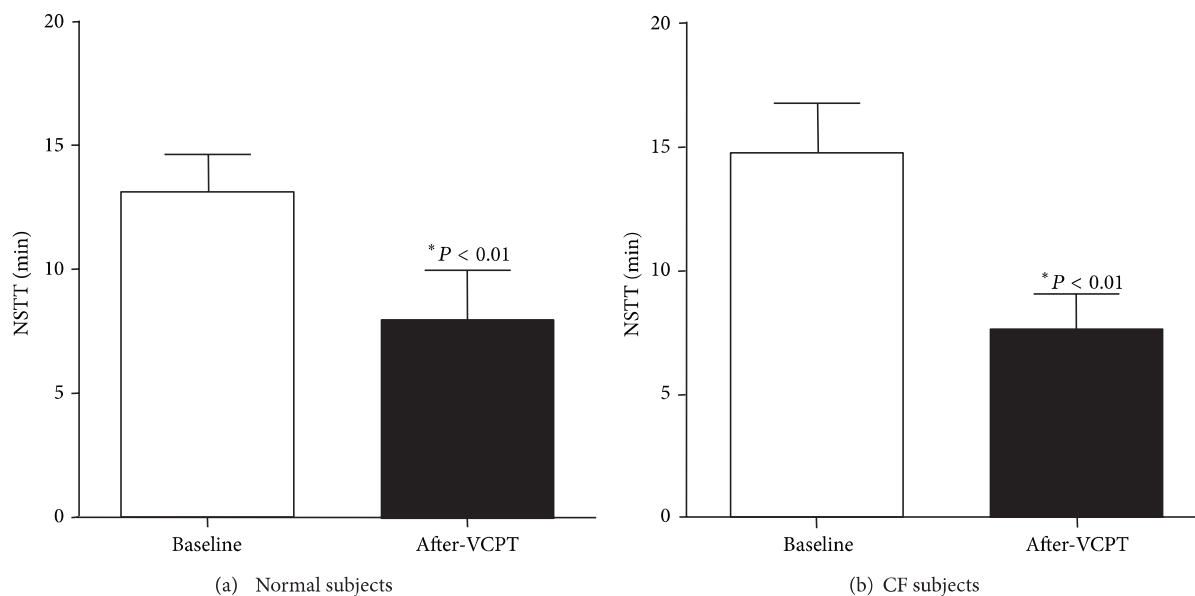 20
15
10
5
0
NSTT (min)
*P < 0.01
Baseline
After-VCPT
(a) Normal subjects
20
15
10
5
0
NSTT (min)
*P < 0.01
Baseline
After-VCPT
(b) CF subjects